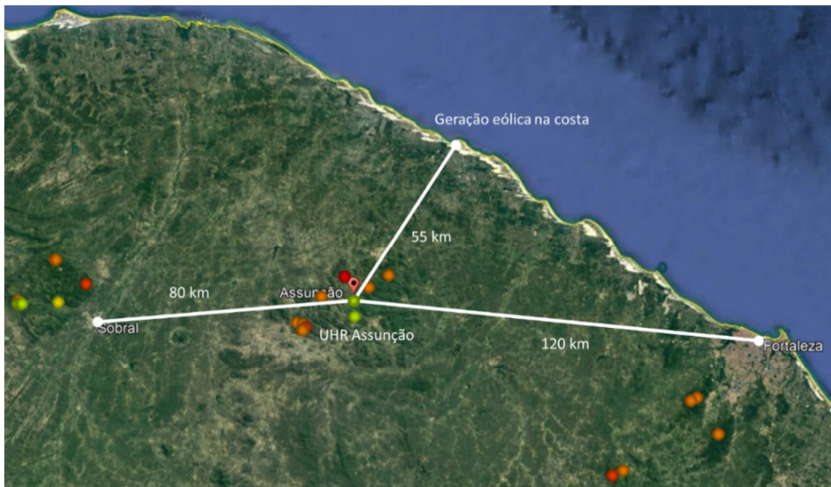 Geração eólica na costa
55 km
80 km
Assunção
Sobral
UHR Assunção
120 km
Fortaleza